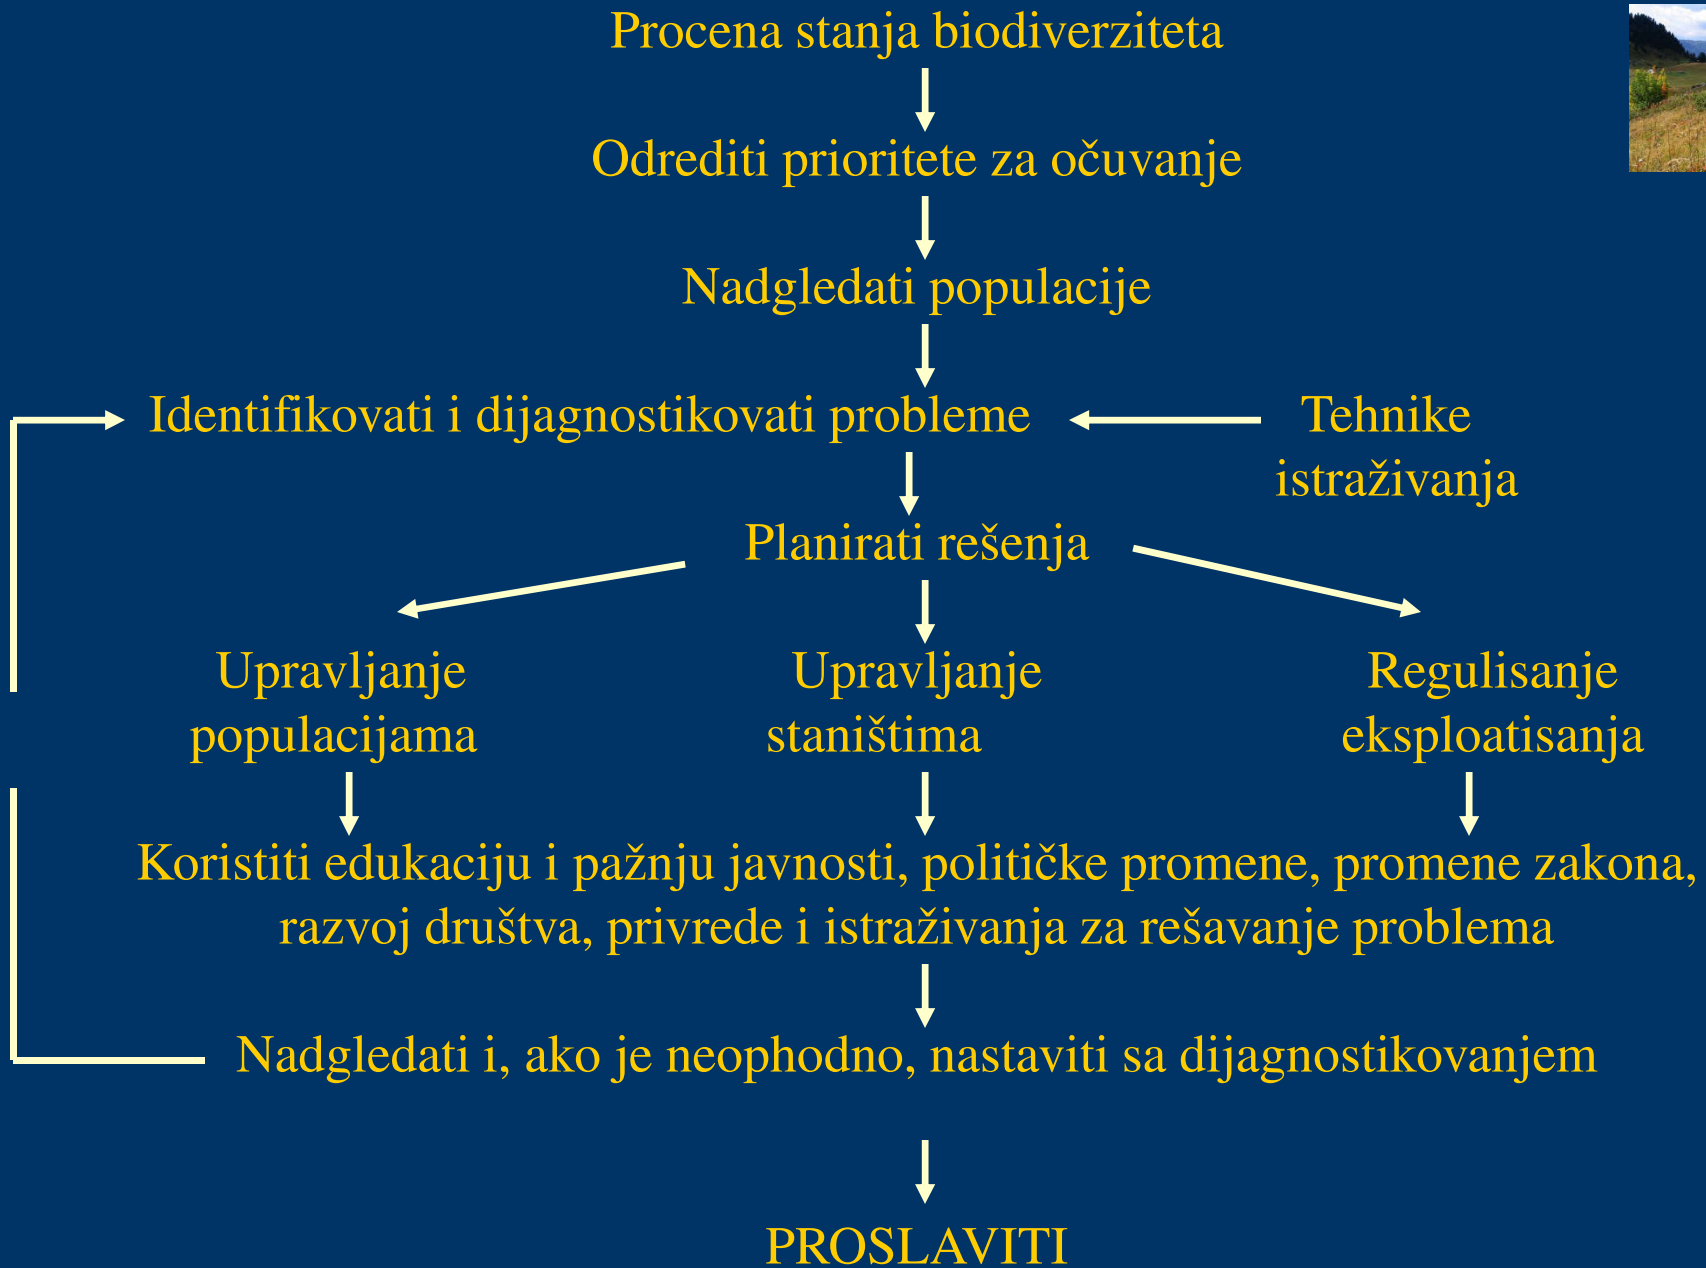 Procena stanja biodiverziteta
Odrediti prioritete za očuvanje
Nadgledati populacije
Identifikovati i dijagnostikovati probleme
Tehnike
istraživanja
Planirati rešenja
Upravljanje
populacijama
Upravljanje
staništima
Regulisanje
eksploatisanja
Koristiti edukaciju i pažnju javnosti, političke promene, promene zakona,
razvoj društva, privrede i istraživanja za rešavanje problema
Nadgledati i, ako je neophodno, nastaviti sa dijagnostikovanjem
PROSLAVITI